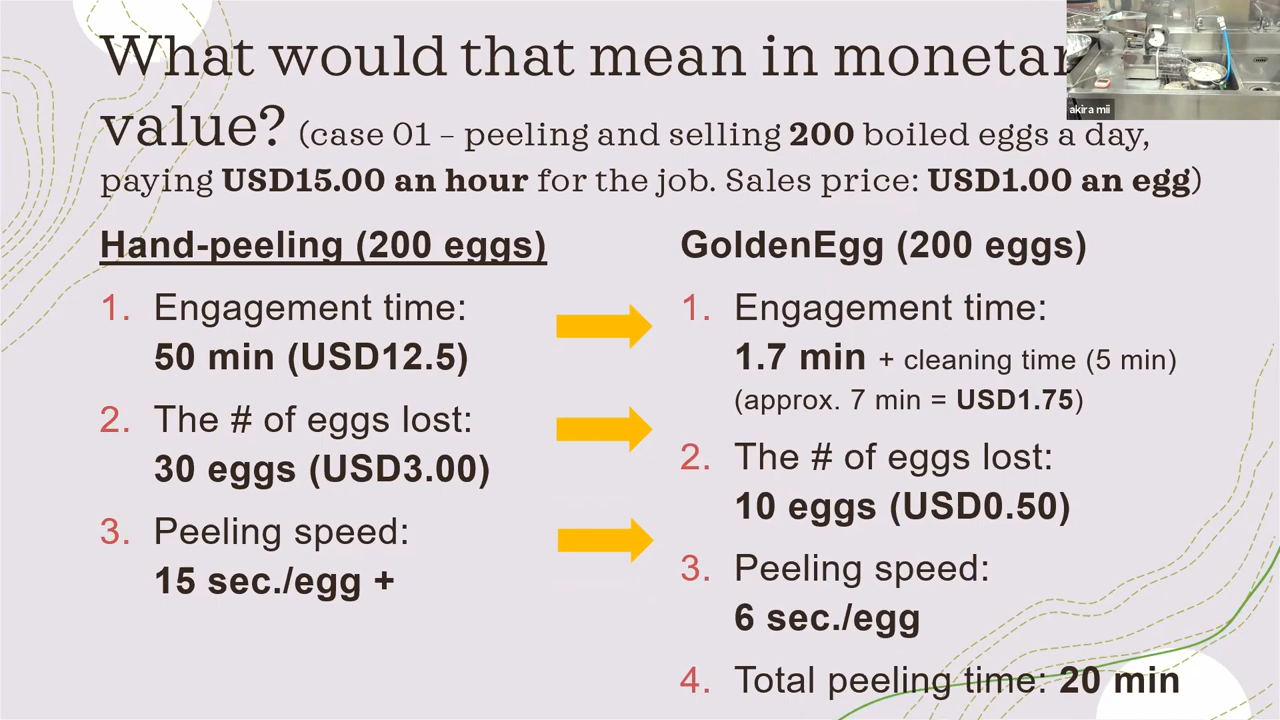 What would that mean in monetar
akira mii
value? (case 01 – peeling and selling 200 boiled eggs a day,
paying USD15.00 an hour for the job. Sales price: USD1.00 an egg)
Hand-peeling (200 eggs)
1. Engagement time:
50 min (USD12.5)
2. The # of eggs lost:
30 eggs (USD3.00)
3. Peeling speed:
15 sec./egg +
GoldenEgg (200 eggs)
1. Engagement time:
1.7 min + cleaning time (5 min)
(approx. 7 min = USD1.75)
2. The # of eggs lost:
10 eggs (USD0.50)
3. Peeling speed:
6 sec./egg
4. Total peeling time: 20 min